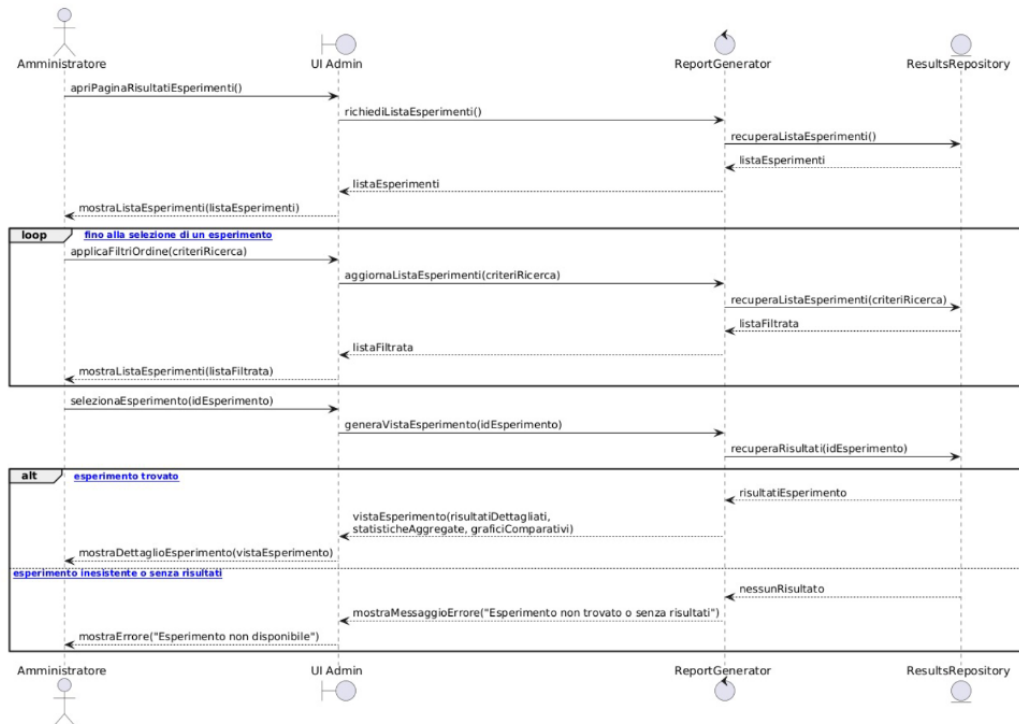 Amministratore
UI Admin
ReportGenerator
ResultsRepository
apriPaginaRisultatiEsperimenti()
richiediListaEsperimenti()
recuperaListaEsperimenti()
listaEsperimenti
listaEsperimenti
mostraListaEsperimenti(listaEsperimenti)
loop
fino alla selezione di un esperimento
applicaFiltriOrdine(criteriRicerca)
aggiornaListaEsperimenti(criteriRicerca)
recuperaListaEsperimenti(criteriRicerca)
listaFiltrata
listaFiltrata
mostraListaEsperimenti(listaFiltrata)
selezionaEsperimento(idEsperimento)
generaVistaEsperimento(idEsperimento)
recuperaRisultati(idEsperimento)
alt
esperimento trovato
risultatiEsperimento
vistaEsperimento(risultatiDettagliati,
statisticheAggregate, graficiComparativi)
mostraDettaglioEsperimento(vistaEsperimento)
esperimento inesistente o senza risultati
nessunRisultato
mostraMessaggioErrore("Esperimento non trovato o senza risultati")
mostraErrore("Esperimento non disponibile")
Amministratore
UI Admin
ReportGenerator
ResultsRepository